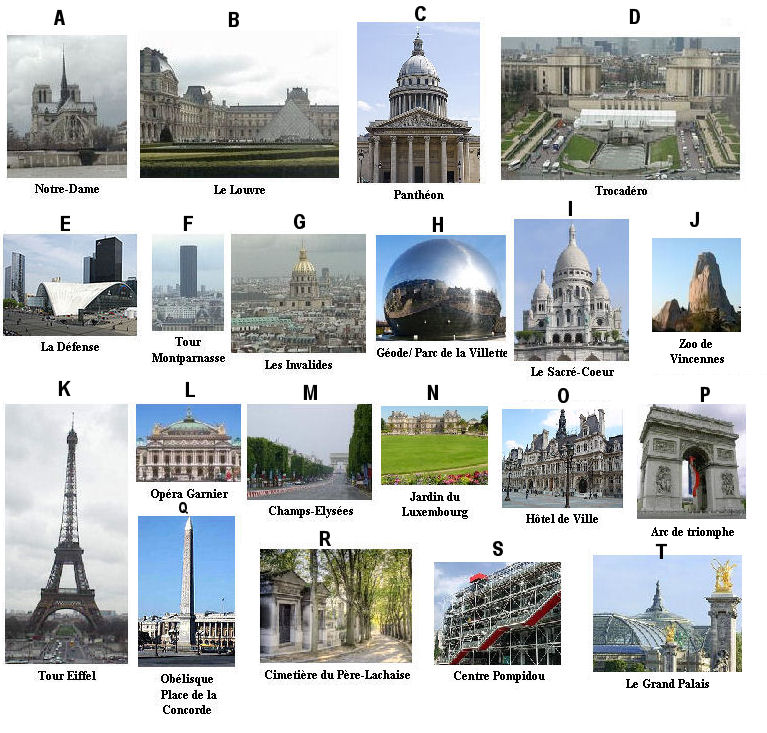 A
B
C
D
Notre-Dame
Le Louvre
Panthéon
Trocadéro
E
F
G
H
I
J
La Défense
Tour
Montparnasse
Les Invalides
Géode/ Parc de la Villette
Le Sacré-Coeur
Zoo de
Vincennes
K
L
M
N
O
P
Opéra Garnier
Champs-Elysées
Jardin du
Luxembourg
Hôtel de Ville
Arc de triomphe
Q
R
S
T
Tour Eiffel
Obélisque
Place de la
Concorde
Cimetière du Père-Lachaise
Centre Pompidou
Le Grand Palais